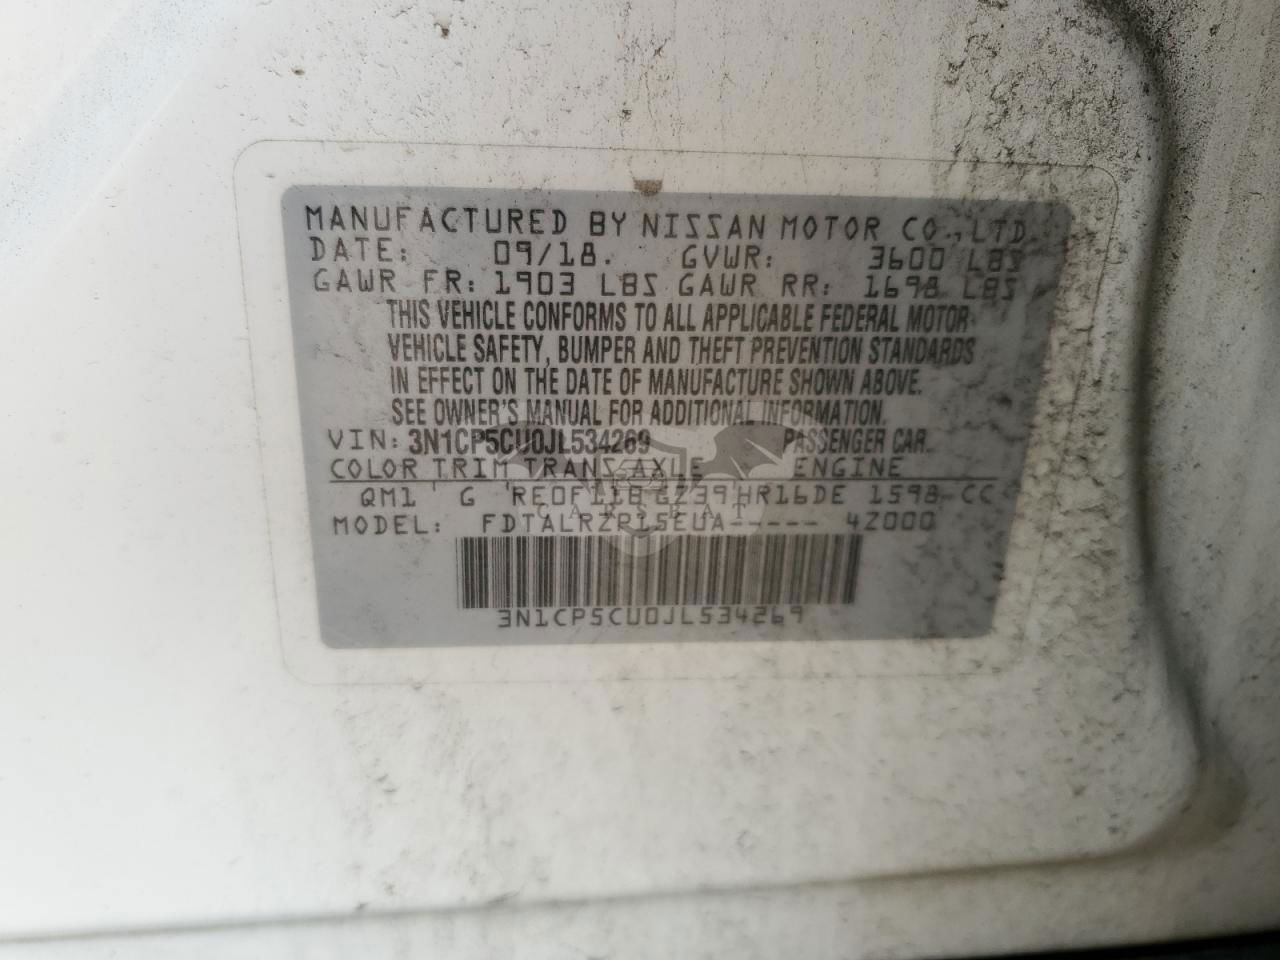 MANUFACTURED BY NISSAN MOTOR CO., LTD.
DATE: 09/18. GVWR: 3600 LBS
GAWR FR: 1903 LBS GAWR RR: 1698 LBS
THIS VEHICLE CONFORMS TO ALL APPLICABLE FEDERAL MOTOR
VEHICLE SAFETY, BUMPER AND THEFT PREVENTION STANDARDS
IN EFFECT ON THE DATE OF MANUFACTURE SHOWN ABOVE.
SEE OWNER'S MANUAL FOR ADDITIONAL INFORMATION.
VIN: 3N1CP5CU0JL534269 PASSENGER CAR.
COLOR TRIM TRANS AXLE ENGINE
QM1 G RE0F11B GZ39 HR16DE 1598 CC
CARSBAT
MODEL: FDTALRZP15EUA----- 4Z000
3N1CP5CU0JL534269